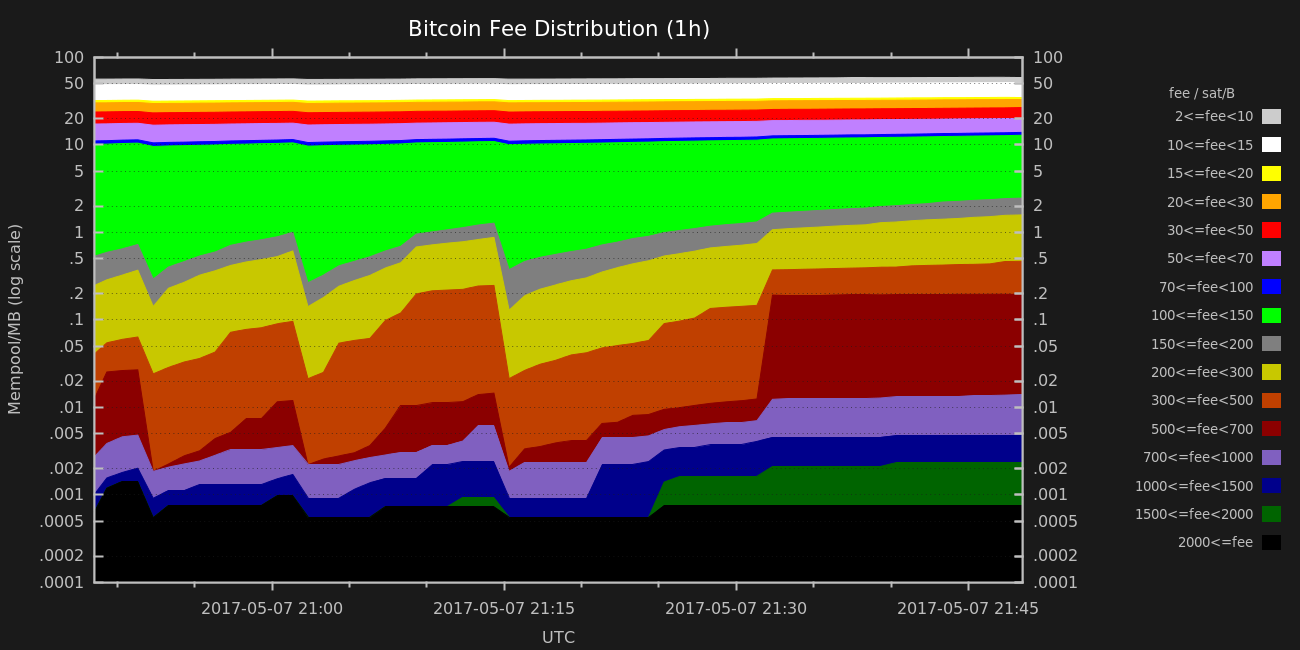 Bitcoin Fee Distribution (1h)
Mempool/MB (log scale)
100
50
20
10
5
2
1
.5
.2
.1
.05
.02
.01
.005
.002
.001
.0005
.0002
.0001
100
50
20
10
5
2
1
.5
.2
.1
.05
.02
.01
.005
.002
.001
.0005
.0002
.0001
2017-05-07 21:00
2017-05-07 21:15
2017-05-07 21:30
2017-05-07 21:45
UTC
fee / sat/B
2<=fee<10
10<=fee<15
15<=fee<20
20<=fee<30
30<=fee<50
50<=fee<70
70<=fee<100
100<=fee<150
150<=fee<200
200<=fee<300
300<=fee<500
500<=fee<700
700<=fee<1000
1000<=fee<1500
1500<=fee<2000
2000<=fee